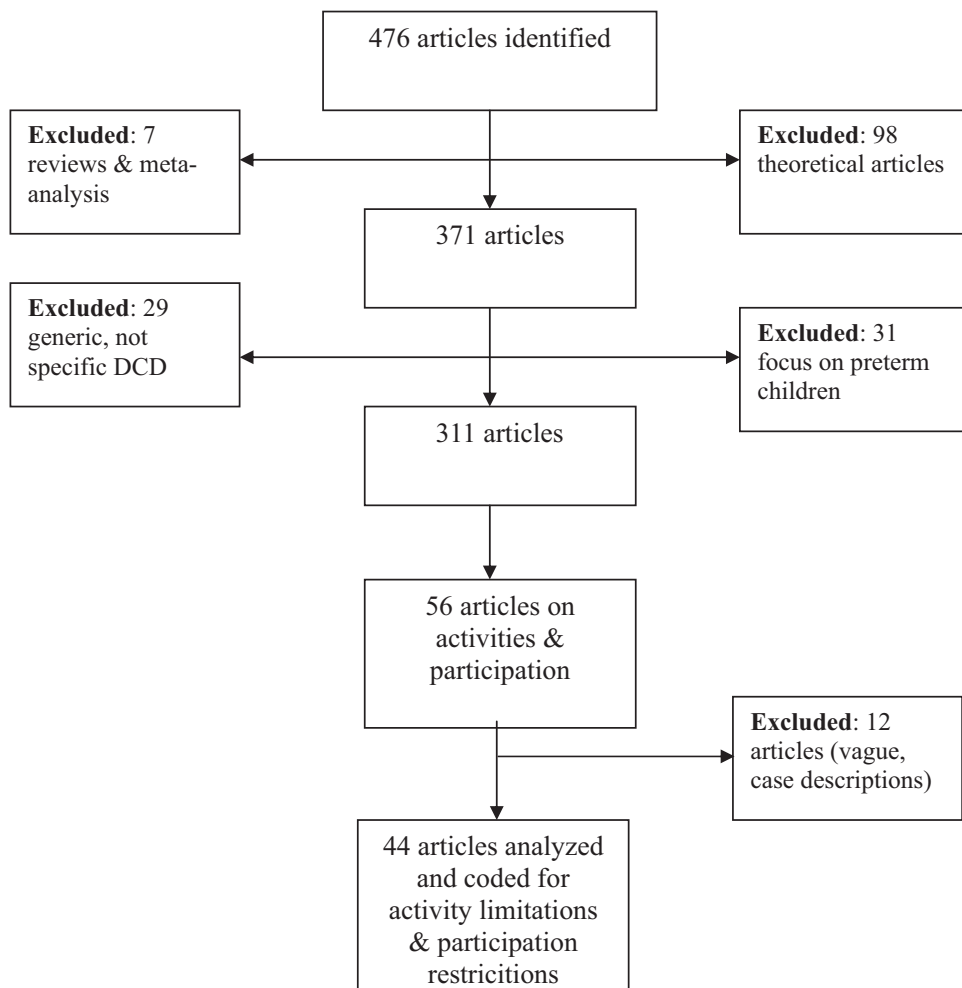 476 articles identified
Excluded: 7
reviews & meta-
analysis
Excluded: 98
theoretical articles
371 articles
Excluded: 29
generic, not
specific DCD
Excluded: 31
focus on preterm
children
311 articles
56 articles on
activities &
participation
Excluded: 12
articles (vague,
case descriptions)
44 articles analyzed
and coded for
activity limitations
& participation
restricitions